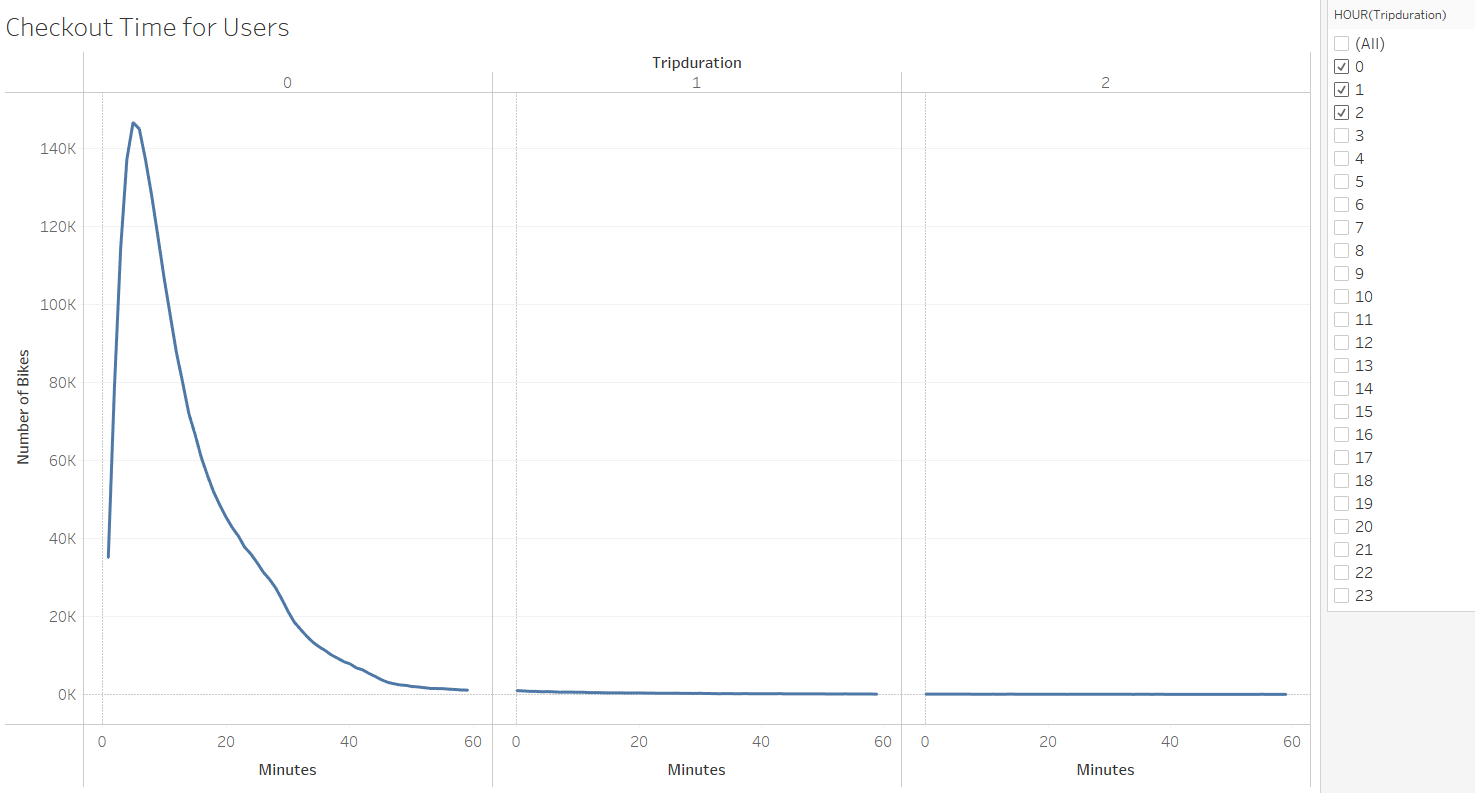 Checkout Time for Users
Tripduration
0 1 2
Number of Bikes
140K
120K
100K
80K
60K
40K
20K
0K
0 20 40 60 0 20 40 60 0 20 40 60
Minutes Minutes Minutes
HOUR(Tripduration)
(All)
0
1
2
3
4
5
6
7
8
9
10
11
12
13
14
15
16
17
18
19
20
21
22
23